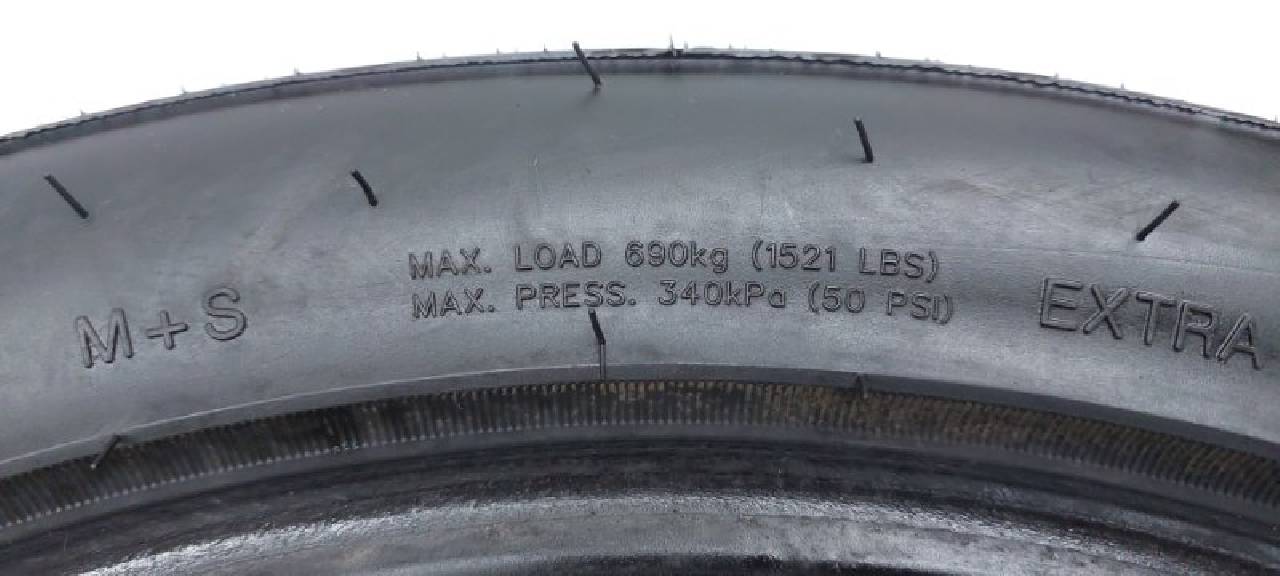 M+S
MAX. LOAD 690kg (1521 LBS)
MAX. PRESS. 340kPa (50 PSI)
EXTRA